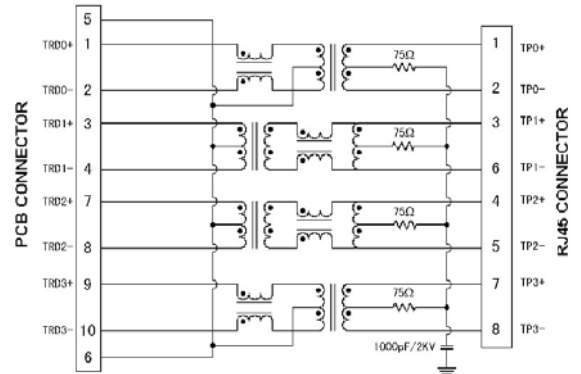 PCB CONNECTOR
5
TRD0+ 1
2
TRD0-
TRD1+ 3
TRD1- 4
TRD2+ 7
TRD2- 8
TRD3+ 9
TRD3- 10
6
75Ω
75Ω
75Ω
75Ω
1000pF/2KV
1 TP0+
2 TP0-
3 TP1+
6 TP1-
4 TP2+
5 TP2-
7 TP3+
8 TP3-
RJ45 CONNECTOR